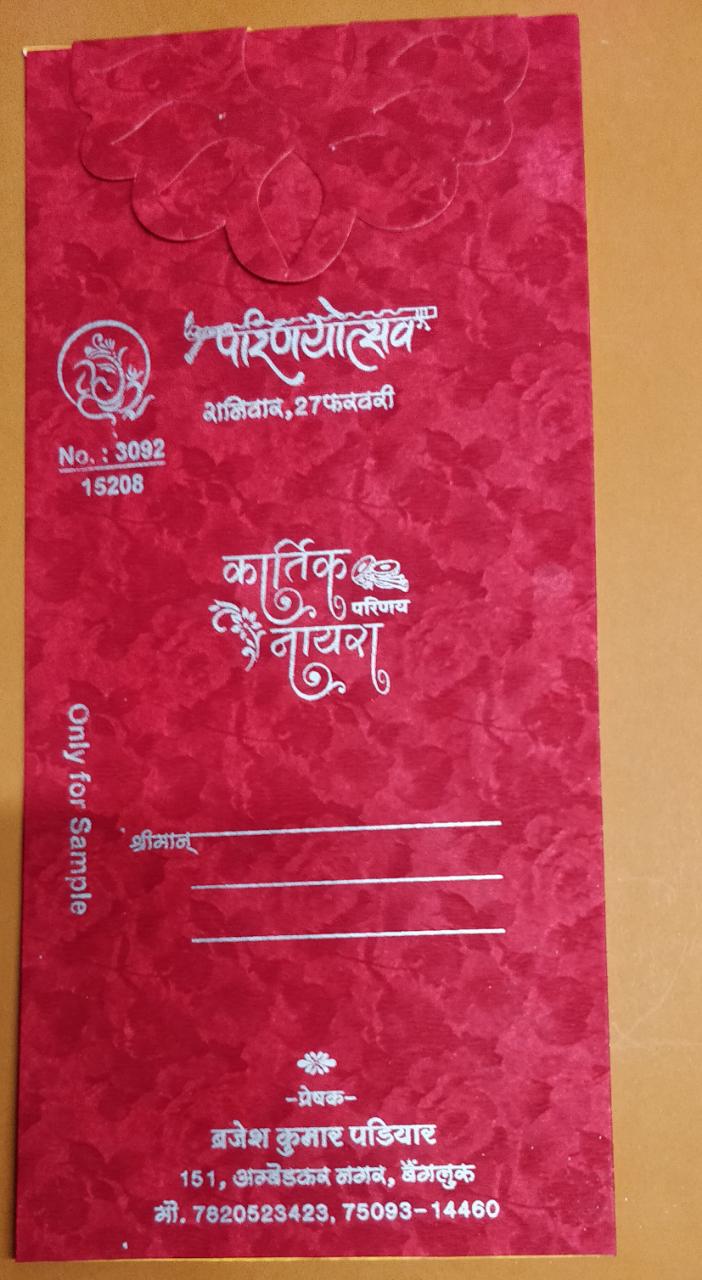 परिणयोत्सव
शनिवार, 27 फरवरी
No. : 3092
15208
कार्तिक
परिणय
नायरा
Only for Sample
श्रीमान्
-प्रेषक-
ब्रजेश कुमार पडियार
151, अम्बेडकर नगर, बैंगलुरू
मो. 7820523423, 75093-14460